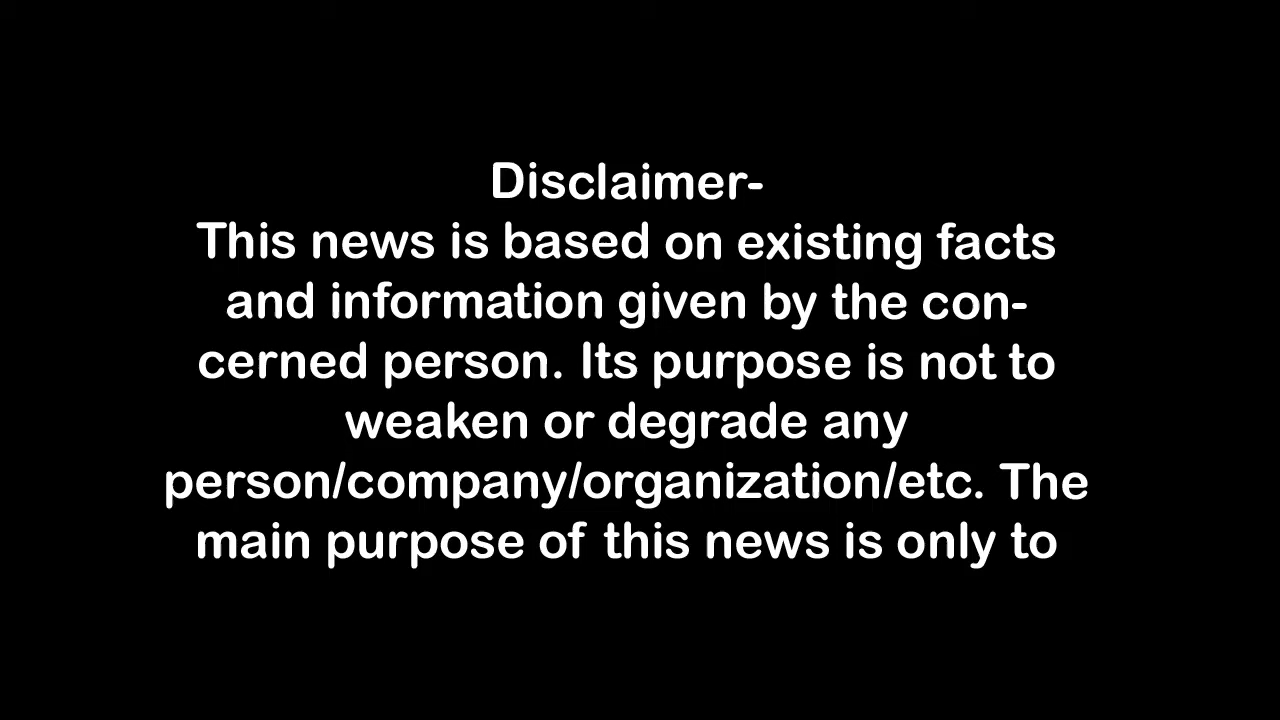 Disclaimer-
This news is based on existing facts
and information given by the con-
cerned person. Its purpose is not to
weaken or degrade any
person/company/organization/etc. The
main purpose of this news is only to